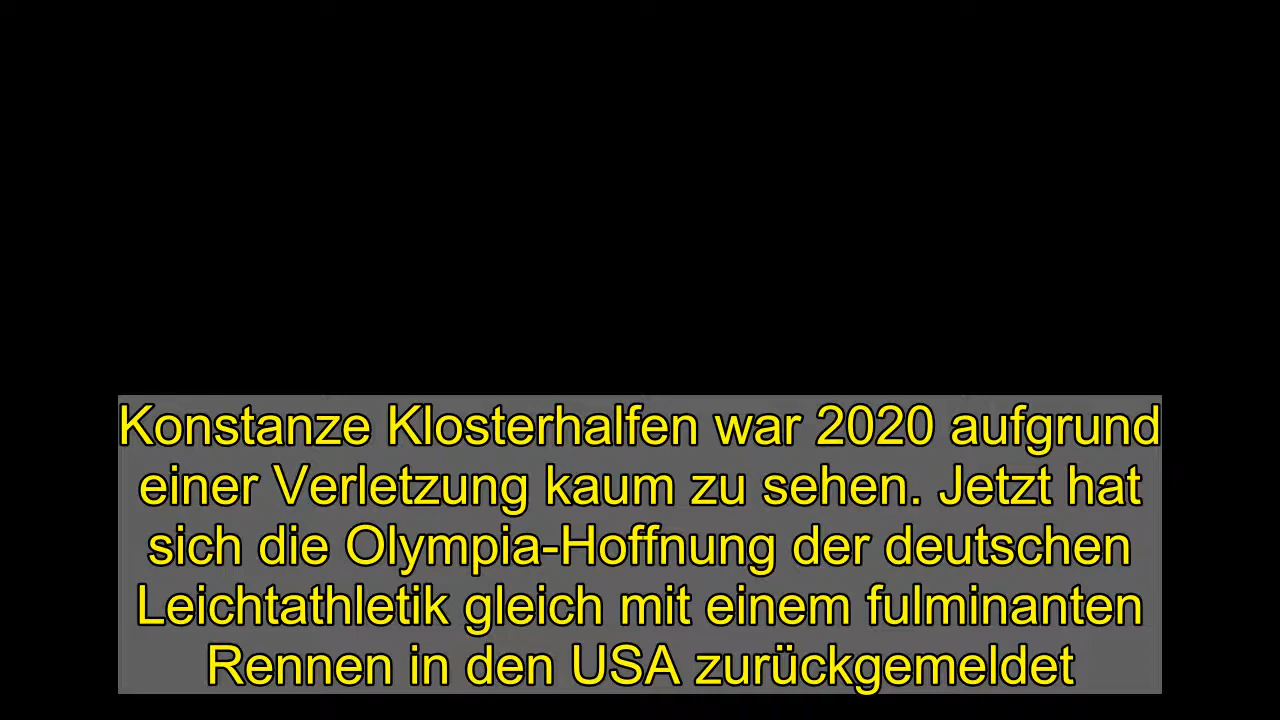 Konstanze Klosterhalfen war 2020 aufgrund
einer Verletzung kaum zu sehen. Jetzt hat
sich die Olympia-Hoffnung der deutschen
Leichtathletik gleich mit einem fulminanten
Rennen in den USA zurückgemeldet